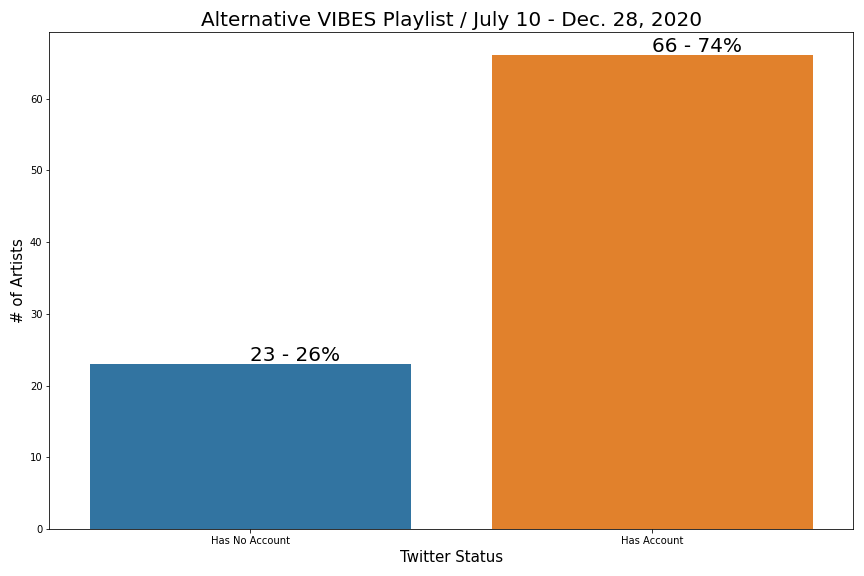 Alternative VIBES Playlist / July 10 - Dec. 28, 2020
66 - 74%
23 - 26%
# of Artists
60
50
40
30
20
10
0
Has No Account
Has Account
Twitter Status